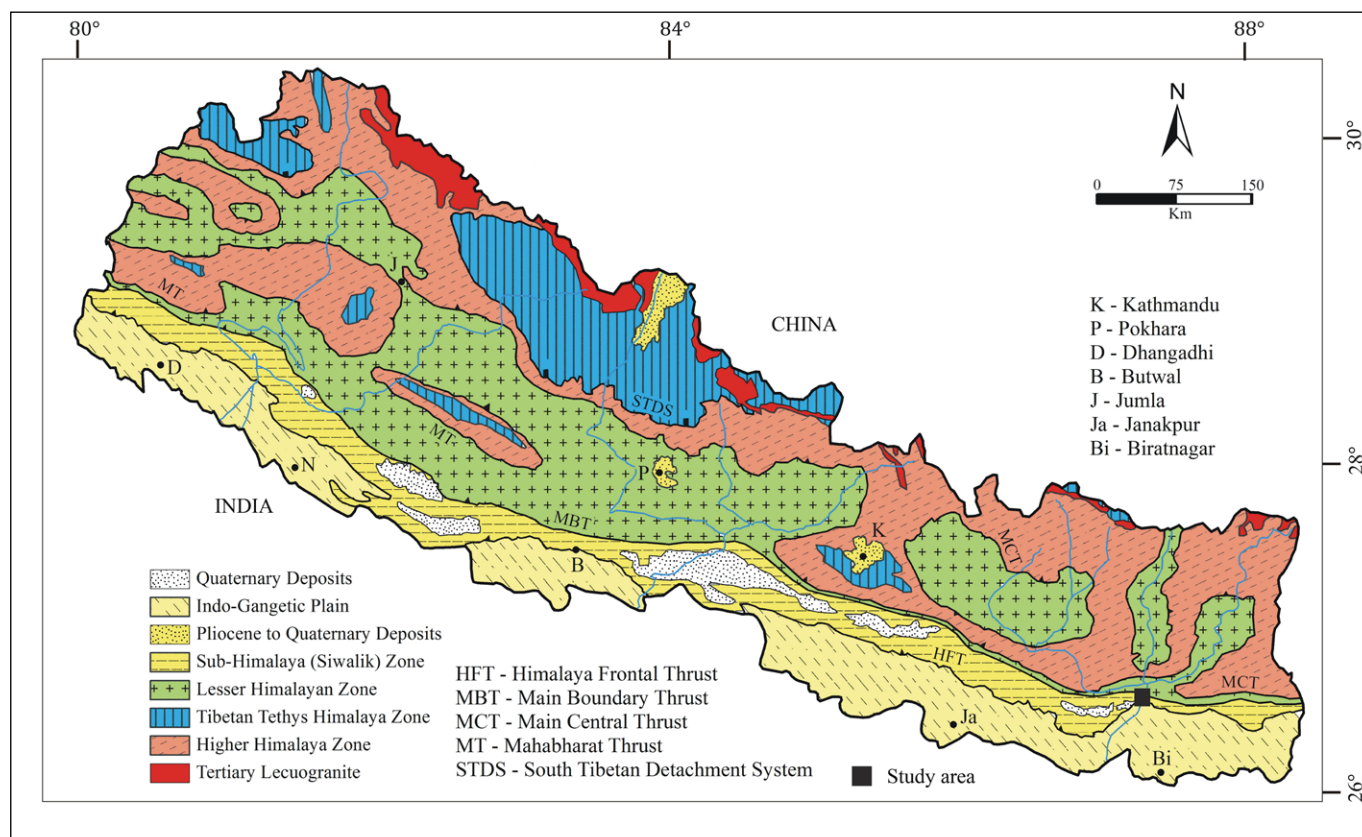 80°
84°
88°
N
30°
0 75 150
Km
J
MT
CHINA
K - Kathmandu
P - Pokhara
D - Dhangadhi
B - Butwal
J - Jumla
Ja - Janakpur
Bi - Biratnagar
D
STDS
MT
N
P
28°
INDIA
MBT
K
MCT
B
Quaternary Deposits
Indo-Gangetic Plain
Pliocene to Quaternary Deposits
Sub-Himalaya (Siwalik) Zone
Lesser Himalayan Zone
Tibetan Tethys Himalaya Zone
Higher Himalaya Zone
Tertiary Lecuogranite
HFT - Himalaya Frontal Thrust
MBT - Main Boundary Thrust
MCT - Main Central Thrust
MT - Mahabharat Thrust
STDS - South Tibetan Detachment System
HFT
MCT
Ja
Bi
Study area
26°